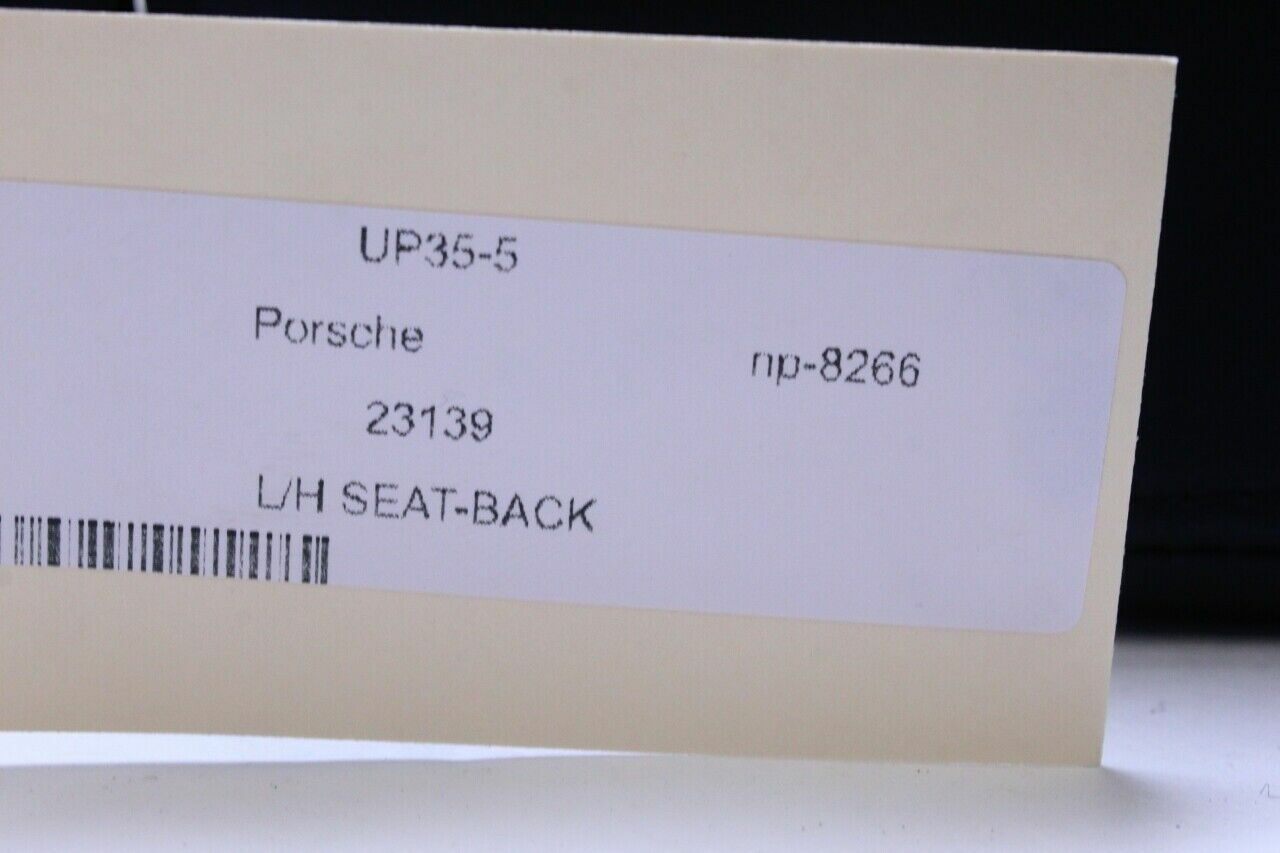 UP35-5
Porsche
np-8266
23139
L/H SEAT-BACK